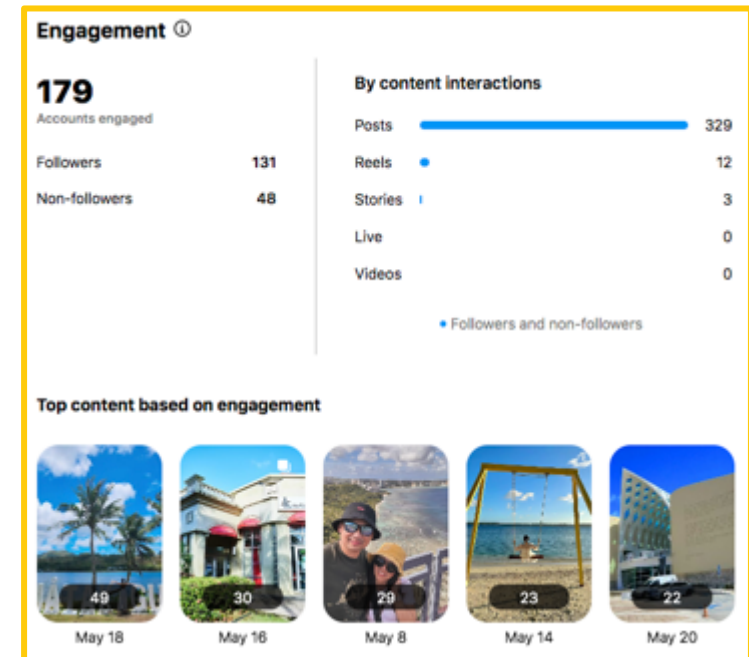 Engagement
179
Accounts engaged
Followers 131
Non-followers 48
By content interactions
Posts 329
Reels 12
Stories 3
Live 0
Videos 0
Followers and non-followers
Top content based on engagement
49 30 29 23 22
May 18 May 16 May 8 May 14 May 20